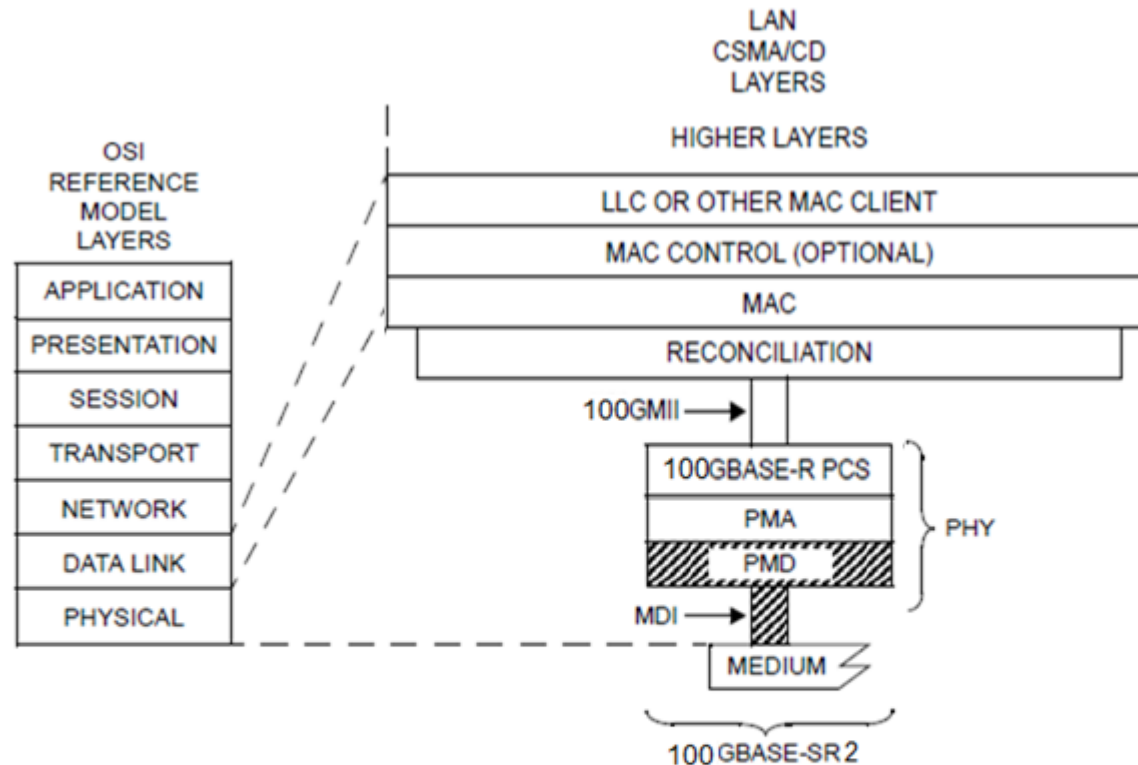 LAN
CSMA/CD
LAYERS
HIGHER LAYERS
OSI
REFERENCE
MODEL
LAYERS
LLC OR OTHER MAC CLIENT
MAC CONTROL (OPTIONAL)
MAC
RECONCILIATION
APPLICATION
PRESENTATION
SESSION
TRANSPORT
NETWORK
DATA LINK
PHYSICAL
100GMII
100GBASE-R PCS
PMA
PMD
PHY
MDI
MEDIUM
100GBASE-SR2